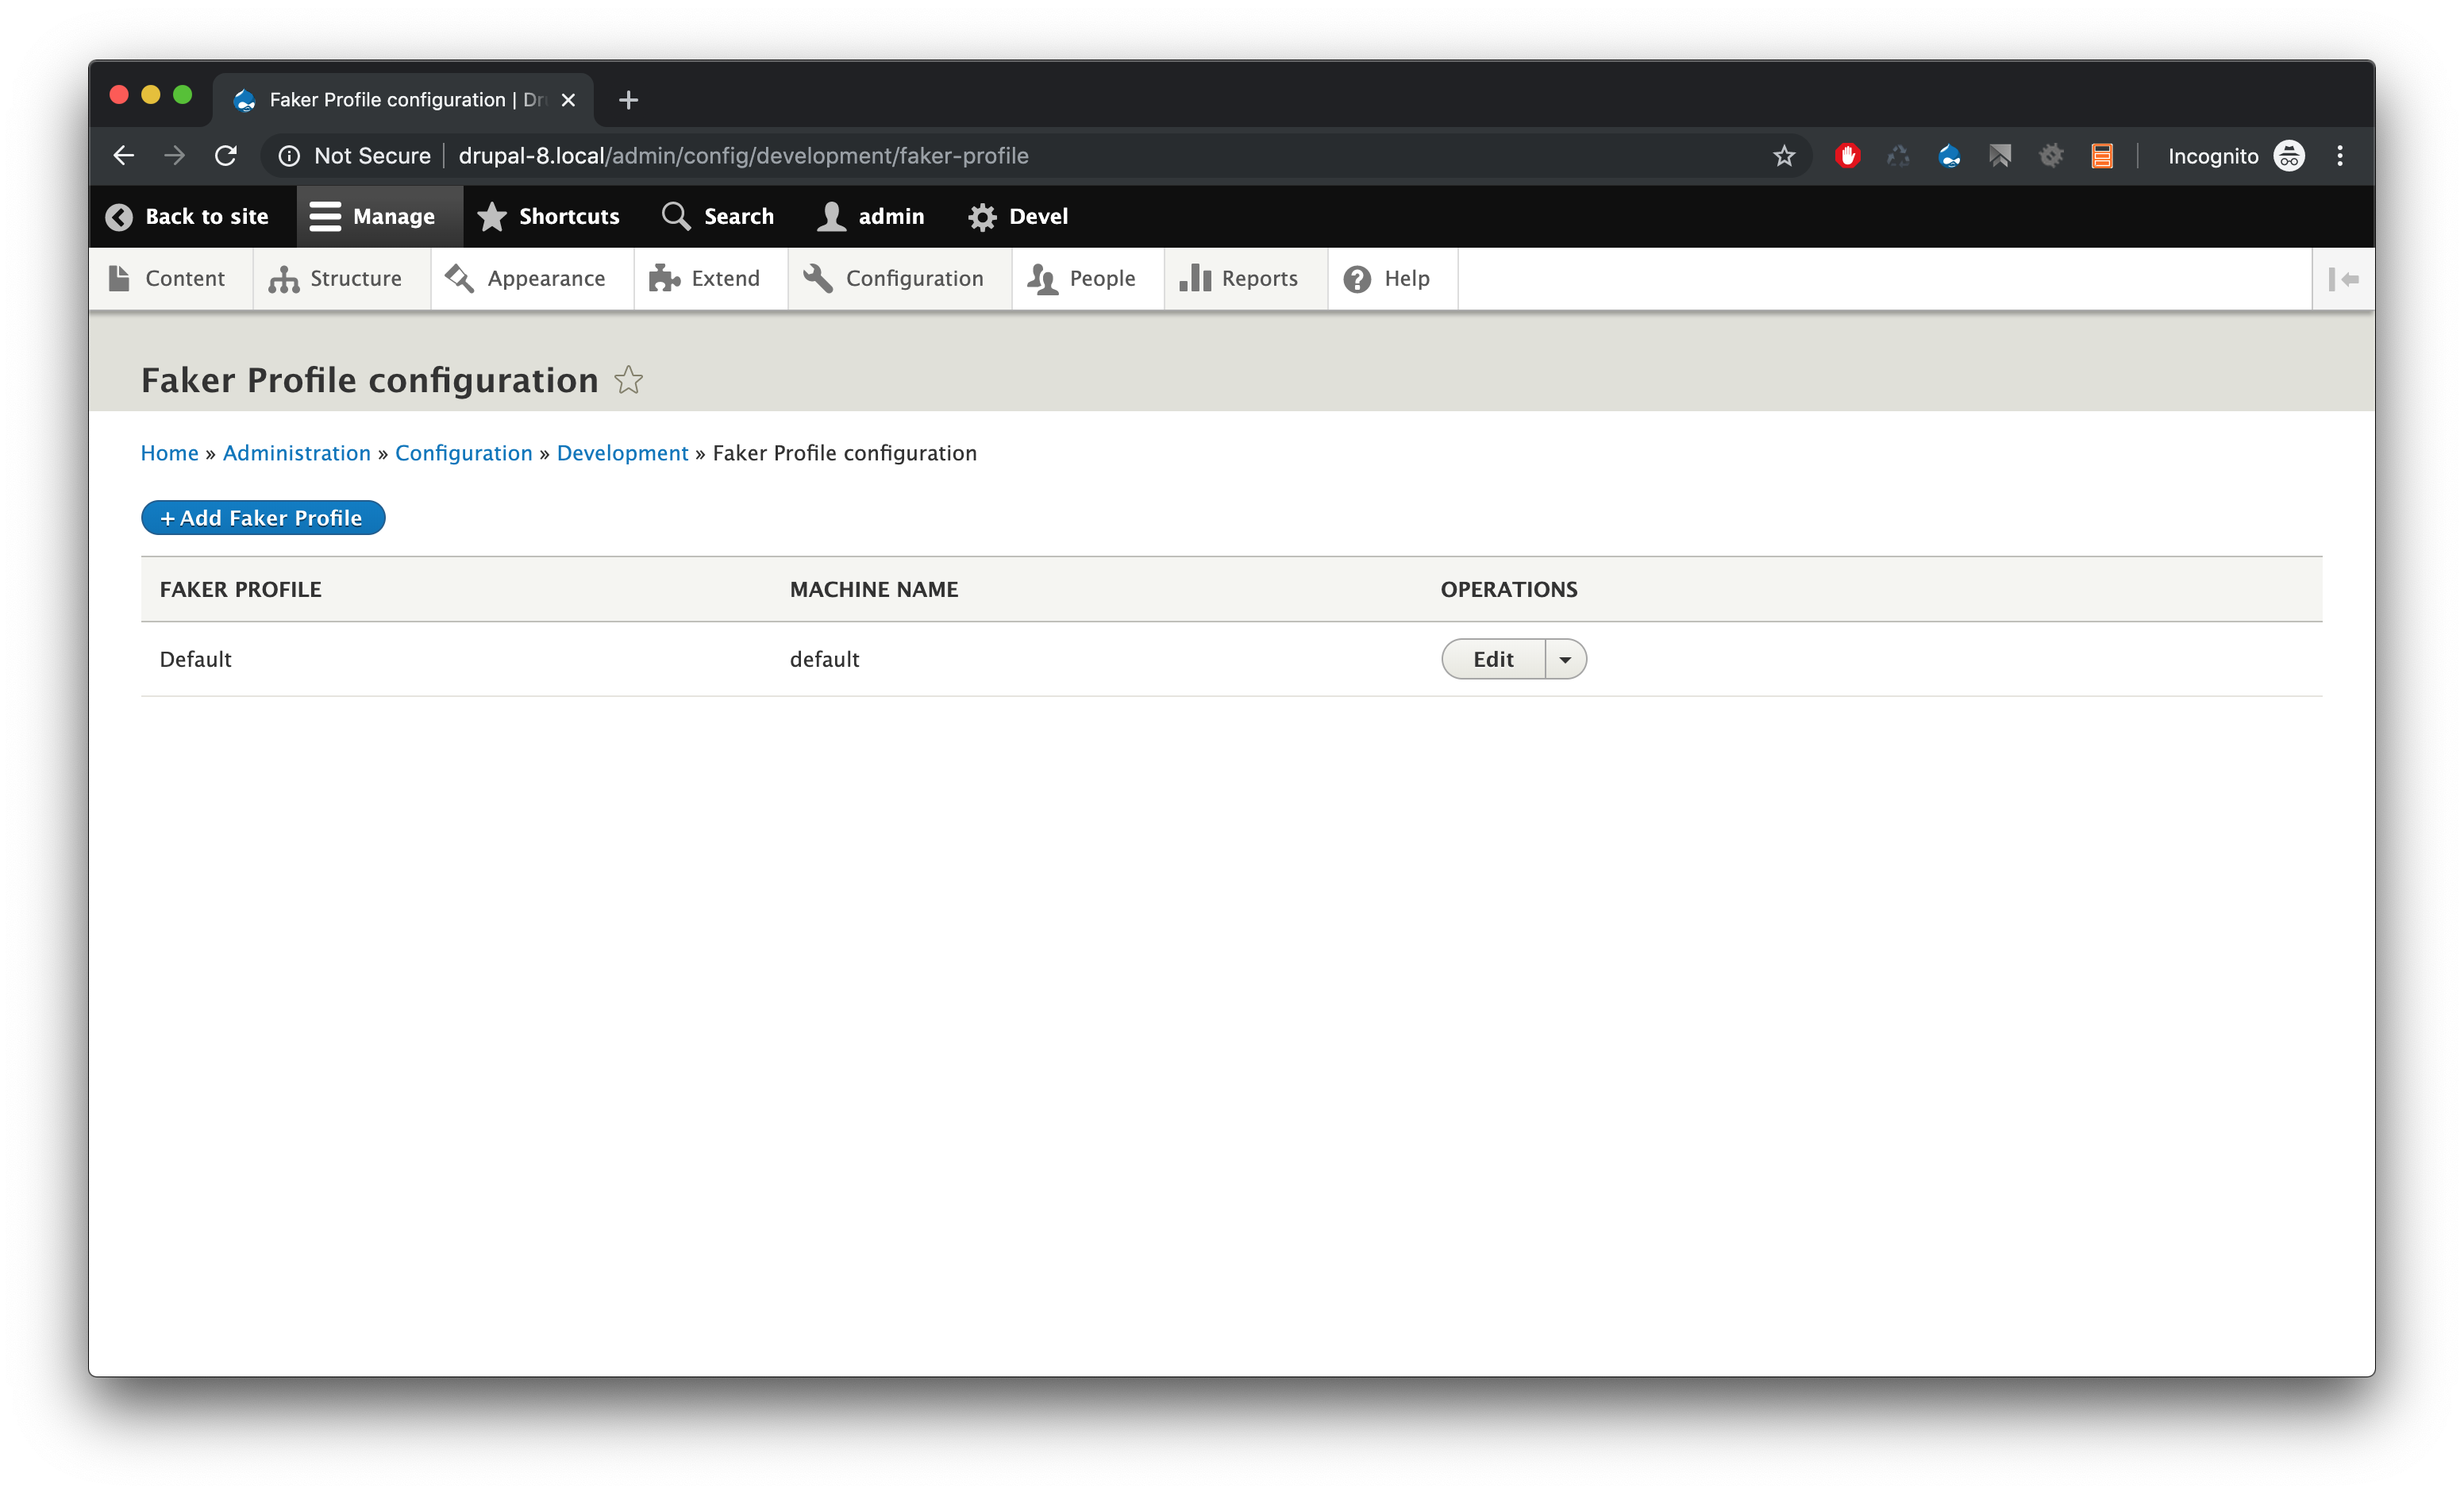 Faker Profile configuration | Dr
Not Secure drupal-8.local/admin/config/development/faker-profile Incognito
Back to site Manage Shortcuts Search admin Devel
Content Structure Appearance Extend Configuration People Reports Help
Faker Profile configuration
Home » Administration » Configuration » Development » Faker Profile configuration
+ Add Faker Profile
FAKER PROFILE MACHINE NAME OPERATIONS
Default default Edit